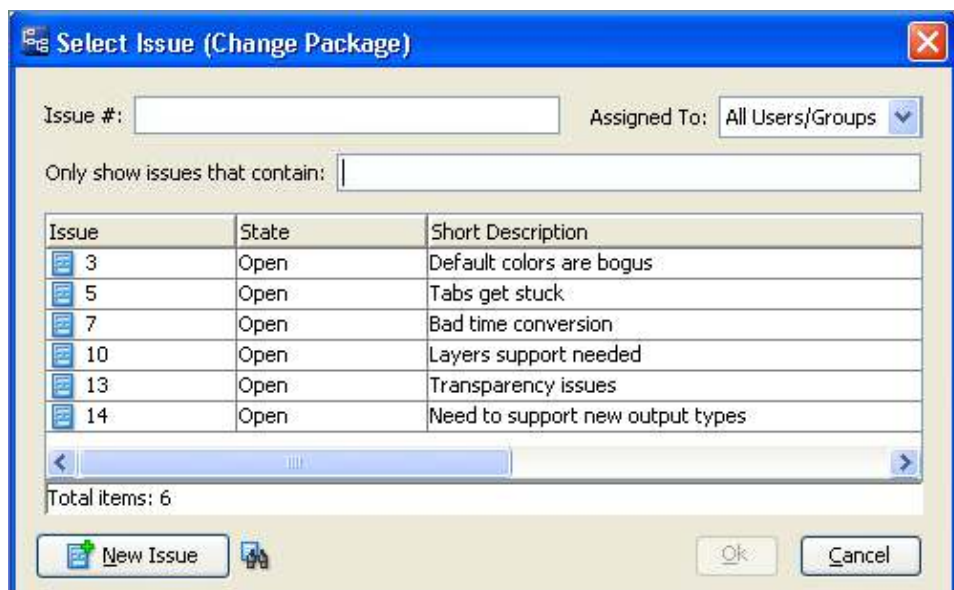 Select Issue (Change Package)
Issue #: Assigned To: All Users/Groups
Only show issues that contain:
Issue State Short Description
3 Open Default colors are bogus
5 Open Tabs get stuck
7 Open Bad time conversion
10 Open Layers support needed
13 Open Transparency issues
14 Open Need to support new output types
Total items: 6
New Issue Ok Cancel